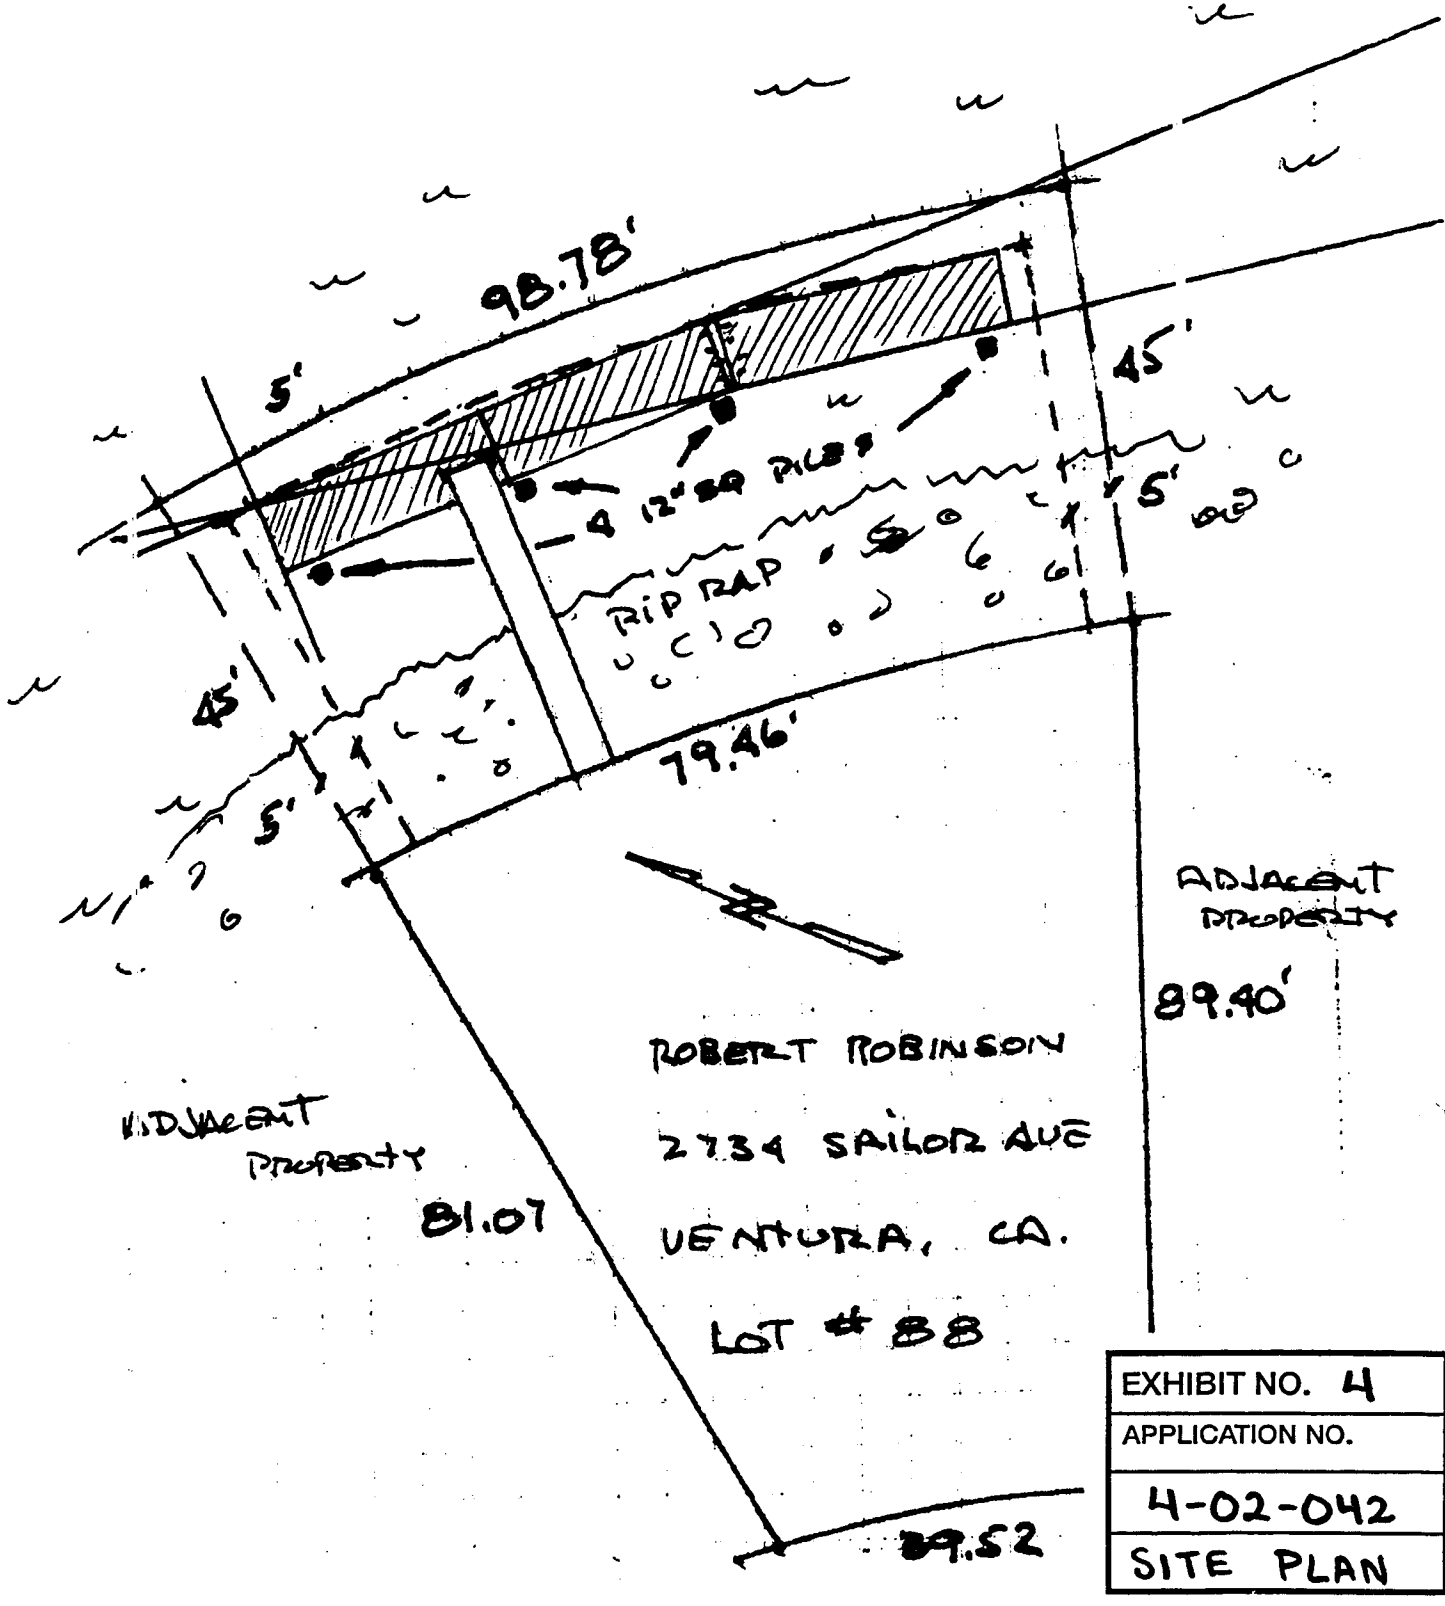 98.78'
5'
45'
4 12" SQ PILES
5'
RIP RAP
45'
79.46'
5'
ADJACENT
PROPERTY
89.40'
ROBERT ROBINSON
ADJACENT
PROPERTY
2734 SAILOR AVE
81.07
VENTURA, CA.
LOT # 88
EXHIBIT NO. 4
APPLICATION NO.
4-02-042
SITE PLAN